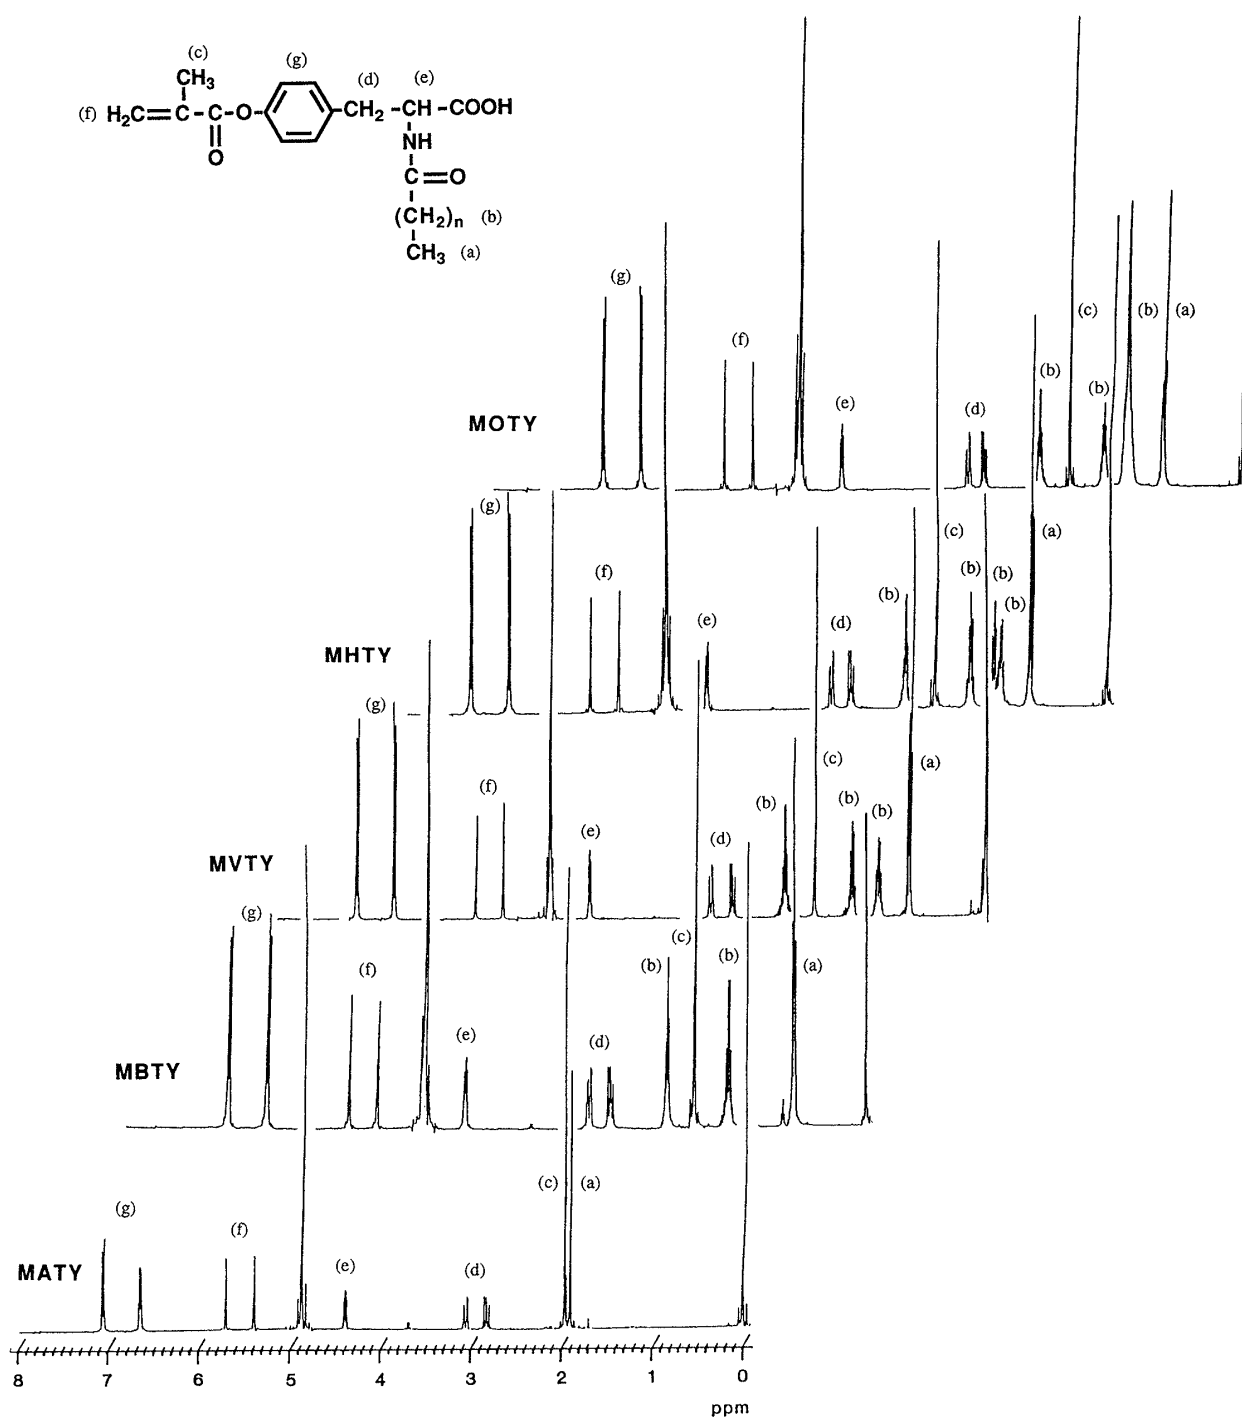 (c)
CH3 (g)
(d) (e)
(f) H2C=C-C-O- -CH2-CH-COOH
O NH
C=O
(CH2)n (b)
CH3 (a)
(g)
(f)
(c) (b) (a)
(b) (b)
(e) (d)
MOTY
(g)
(c) (a)
(f) (b) (b) (b) (b)
(e) (d)
MHTY
(g)
(c) (a)
(f) (b) (b) (b)
(e) (d)
MVTY
(g)
(c)
(f) (b) (b) (a)
(e) (d)
MBTY
(c) (a)
(g)
(f)
(e) (d)
MATY
8 7 6 5 4 3 2 1 0
ppm